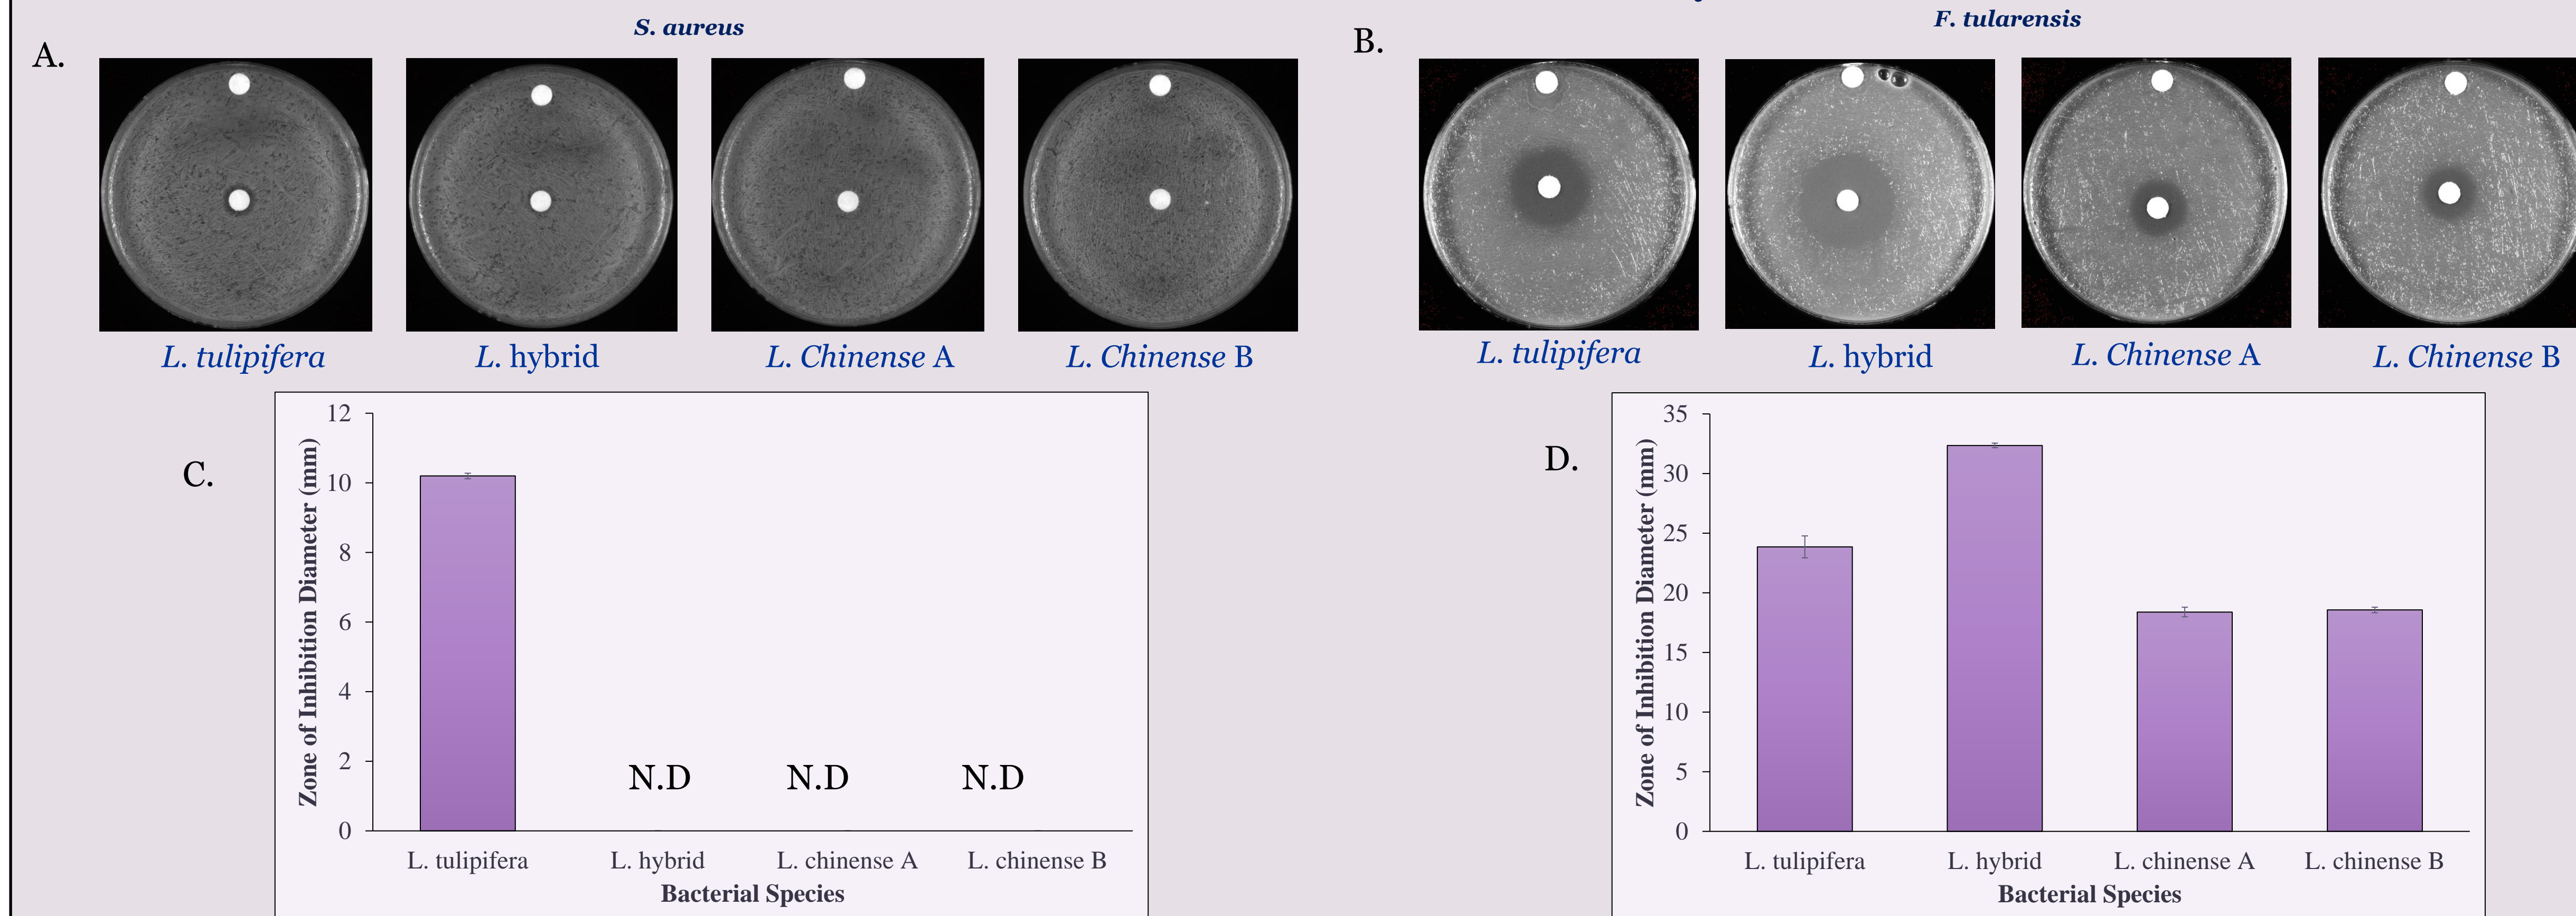 S. aureus
A.
L. tulipifera
L. hybrid
L. Chinense A
L. Chinense B
F. tularensis
B.
L. tulipifera
L. hybrid
L. Chinense A
L. Chinense B
C.
Zone of Inhibition Diameter (mm)
12
10
8
6
4
2
0
N.D
N.D
N.D
L. tulipifera
L. hybrid
L. chinense A
L. chinense B
Bacterial Species
D.
Zone of Inhibition Diameter (mm)
35
30
25
20
15
10
5
0
L. tulipifera
L. hybrid
L. chinense A
L. chinense B
Bacterial Species